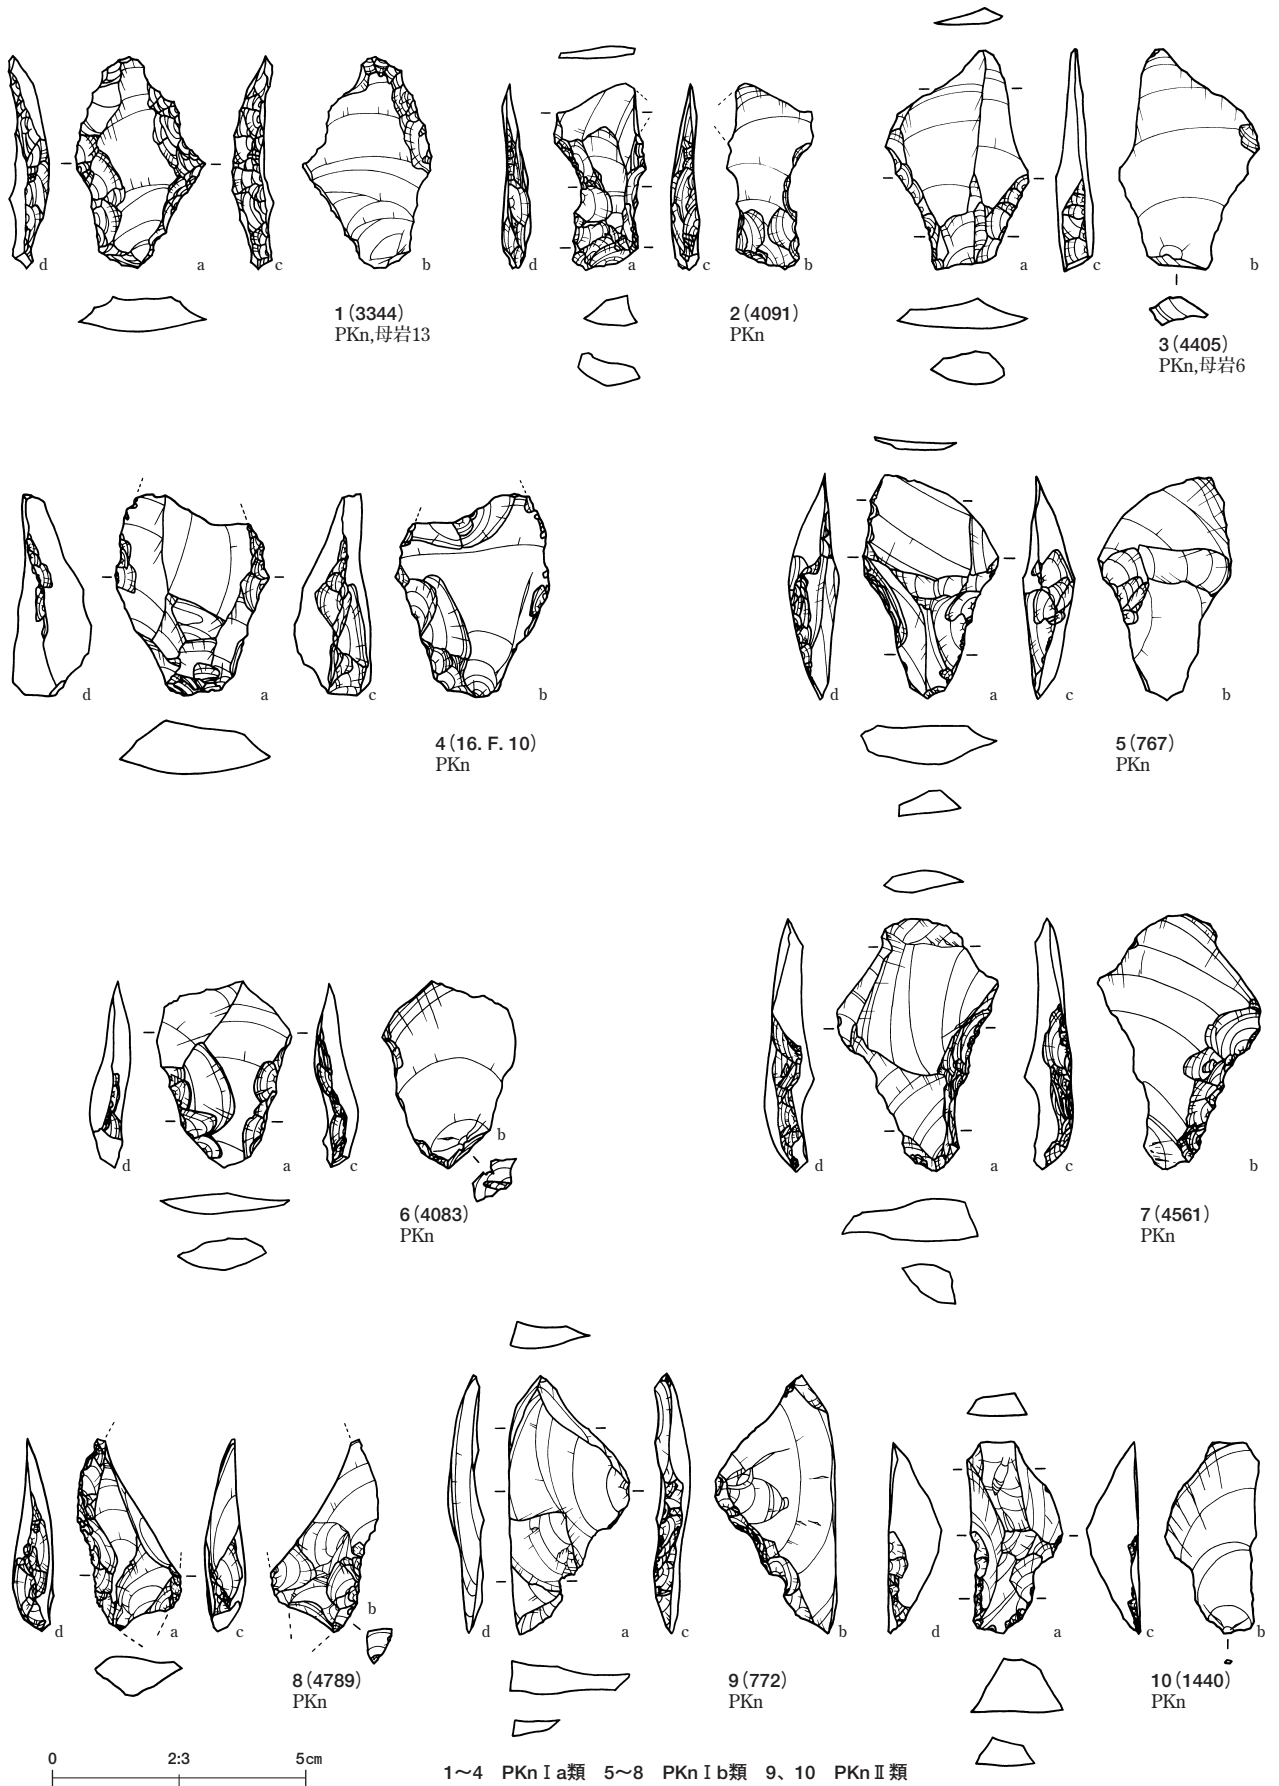 d a c b
1(3344)
PKn,母岩13
d a c b
2(4091)
PKn
a c b
3(4405)
PKn,母岩6
d a c b
4(16. F. 10)
PKn
d a c b
5(767)
PKn
d a c b
6(4083)
PKn
d a c b
7(4561)
PKn
d a c b
8(4789)
PKn
d a c b
9(772)
PKn
d a c b
10(1440)
PKn
0 2:3 5cm
1〜4 PKnⅠa類 5〜8 PKnⅠb類 9、10 PKnⅡ類